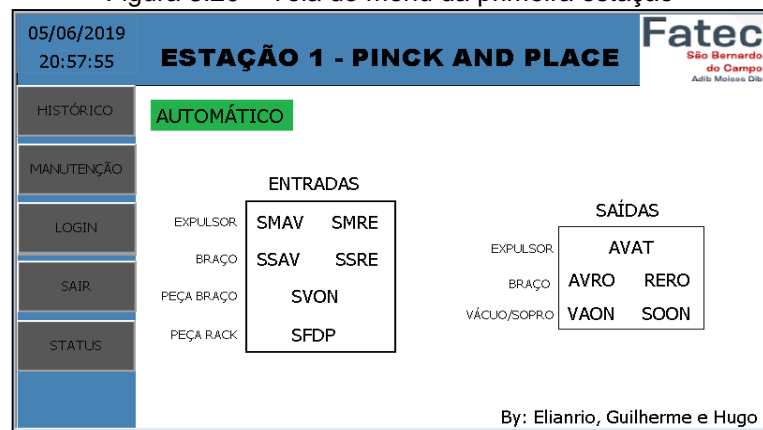 05/06/2019
20:57:55
ESTAÇÃO 1 - PINCK AND PLACE
Fatec
São Bernardo
do Campo
Adib Moises Dib
HISTÓRICO
MANUTENÇÃO
LOGIN
SAIR
STATUS
AUTOMÁTICO
ENTRADAS
EXPULSOR SMAV SMRE
BRAÇO SSAV SSRE
PEÇA BRAÇO SVON
PEÇA RACK SFDP
SAÍDAS
EXPULSOR AVAT
BRAÇO AVRO RERO
VÁCUO/SOPRO VAON SOON
By: Elianrio, Guilherme e Hugo